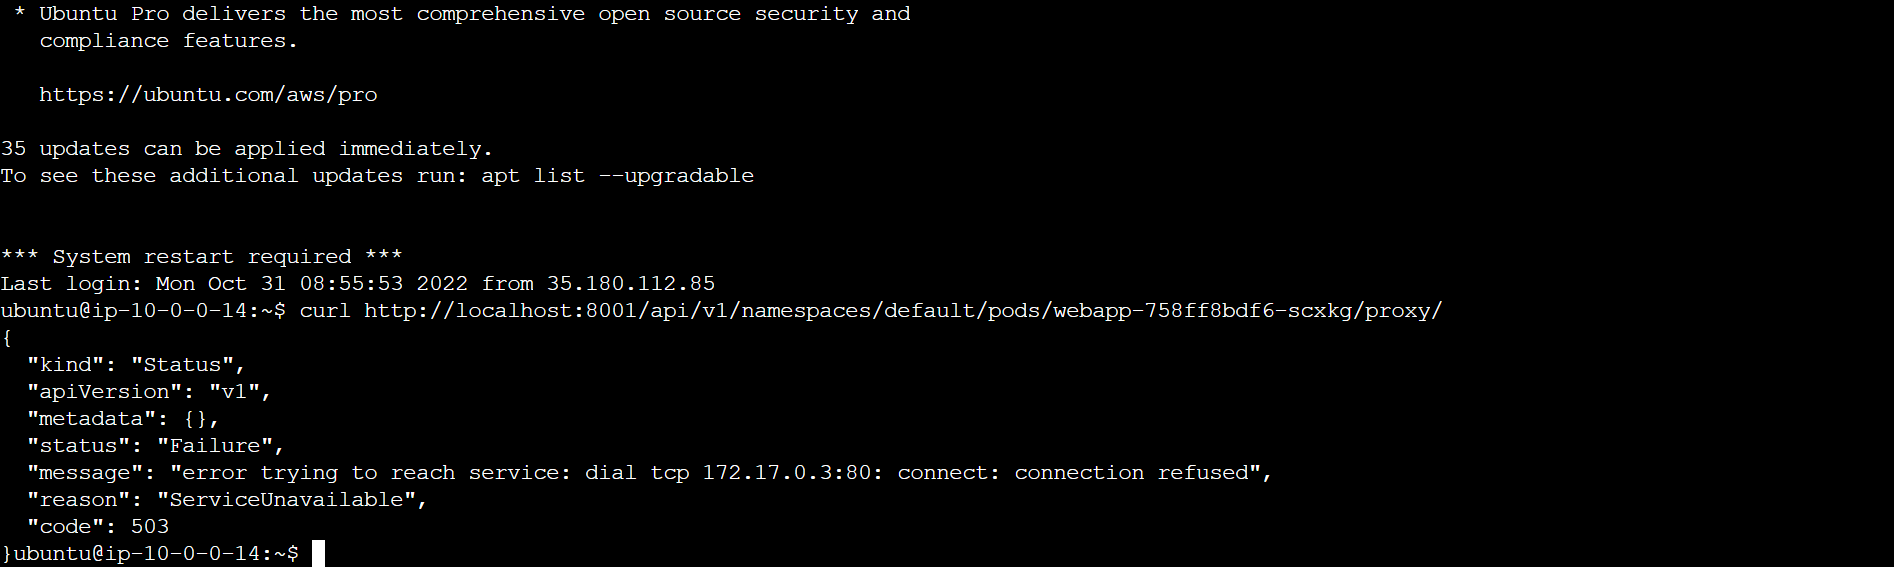 * Ubuntu Pro delivers the most comprehensive open source security and
compliance features.
https://ubuntu.com/aws/pro
35 updates can be applied immediately.
To see these additional updates run: apt list --upgradable
*** System restart required ***
Last login: Mon Oct 31 08:55:53 2022 from 35.180.112.85
ubuntu@ip-10-0-0-14:~$ curl http://localhost:8001/api/v1/namespaces/default/pods/webapp-758ff8bdf6-scxkg/proxy/
{
  "kind": "Status",
  "apiVersion": "v1",
  "metadata": {},
  "status": "Failure",
  "message": "error trying to reach service: dial tcp 172.17.0.3:80: connect: connection refused",
  "reason": "ServiceUnavailable",
  "code": 503
}ubuntu@ip-10-0-0-14:~$